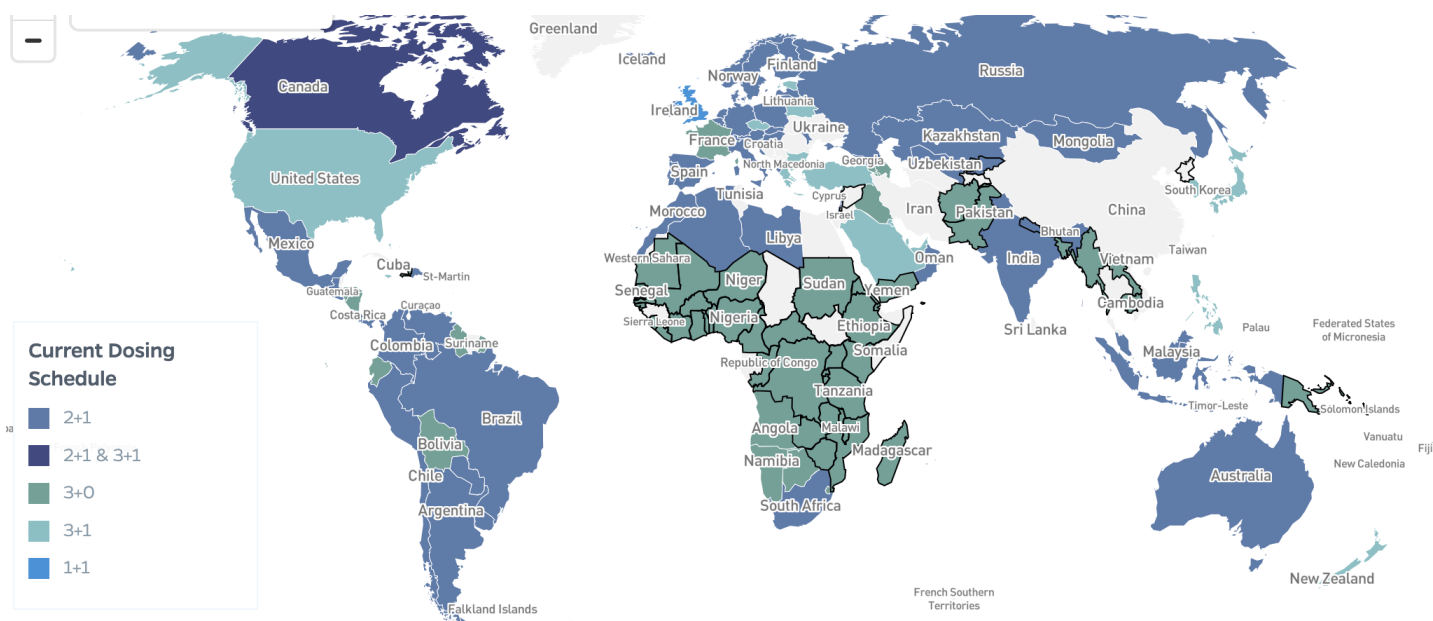 −
Greenland
Iceland
Finland
Norway
Russia
Canada
Lithuania
Ireland
Ukraine
France
Croatia
Kazakhstan
Mongolia
North Macedonia
Georgia
Uzbekistan
Spain
United States
South Korea
Cyprus
Tunisia
Iran
Pakistan
China
Morocco
Israel
Libya
Bhutan
Mexico
Taiwan
Western Sahara
Oman
India
Vietnam
Cuba
St-Martin
Niger
Sudan
Yemen
Senegal
Guatemala
Cambodia
Curaçao
Costa Rica
Sierra Leone
Nigeria
Ethiopia
Sri Lanka
Palau
Federated States
of Micronesia
Colombia
Suriname
Somalia
Malaysia
Republic of Congo
Tanzania
Timor-Leste
Solomon Islands
Brazil
Angola
Malawi
Vanuatu
Bolivia
Madagascar
Fiji
Namibia
New Caledonia
Chile
Australia
South Africa
Argentina
New Zealand
French Southern
Territories
Falkland Islands
Current Dosing
Schedule
2+1
2+1 & 3+1
3+0
3+1
1+1